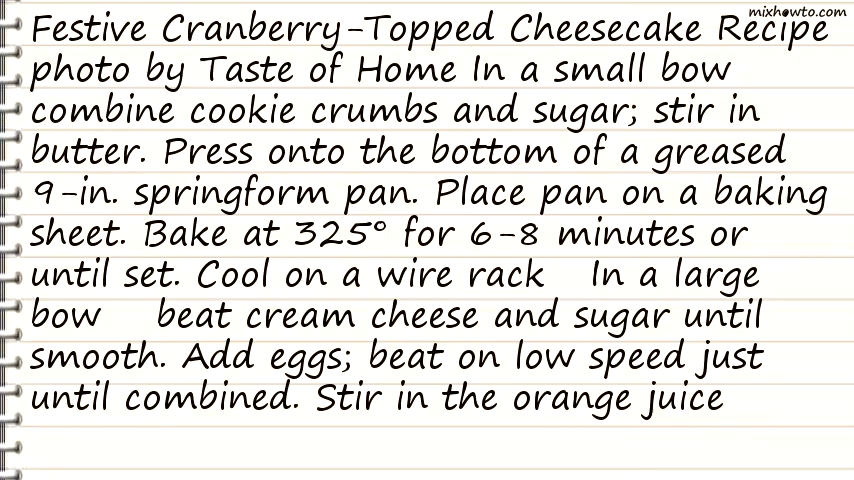 mixhowto.com
Festive Cranberry-Topped Cheesecake Recipe
photo by Taste of Home In a small bow
combine cookie crumbs and sugar; stir in
butter. Press onto the bottom of a greased
9-in. springform pan. Place pan on a baking
sheet. Bake at 325° for 6-8 minutes or
until set. Cool on a wire rack In a large
bow beat cream cheese and sugar until
smooth. Add eggs; beat on low speed just
until combined. Stir in the orange juice